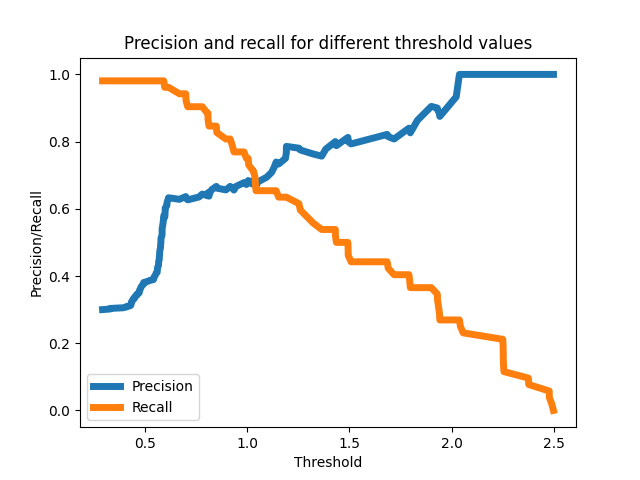 Precision and recall for different threshold values
Precision/Recall
1.0
0.8
0.6
0.4
0.2
0.0
Precision
Recall
0.5
1.0
1.5
2.0
2.5
Threshold